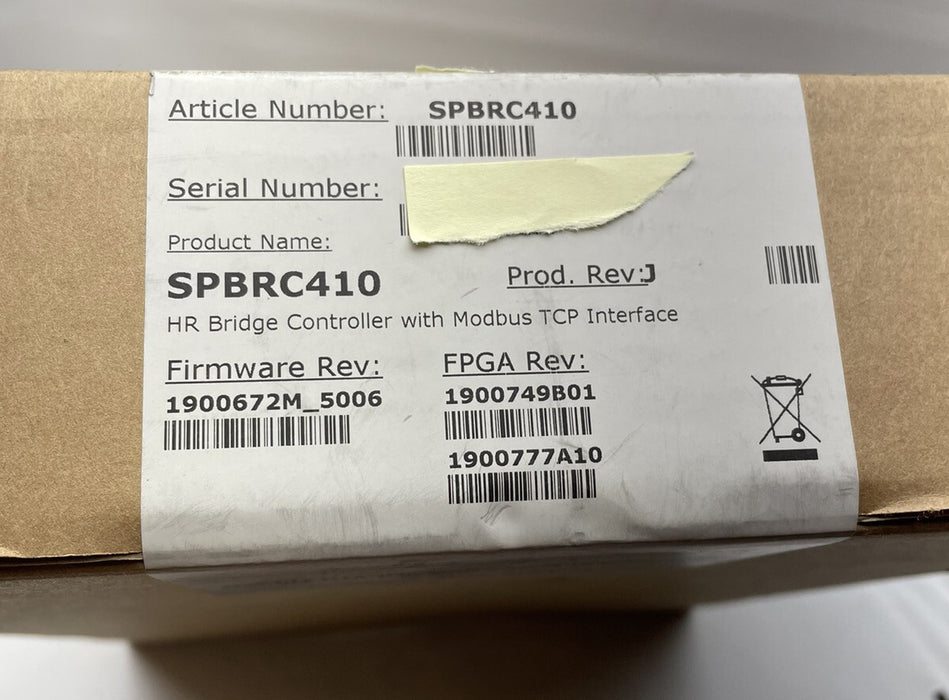 Article Number: SPBRC410
Serial Number:
Product Name:
SPBRC410 Prod. Rev:J
HR Bridge Controller with Modbus TCP Interface
Firmware Rev: FPGA Rev:
1900672M_5006 1900749B01
1900777A10